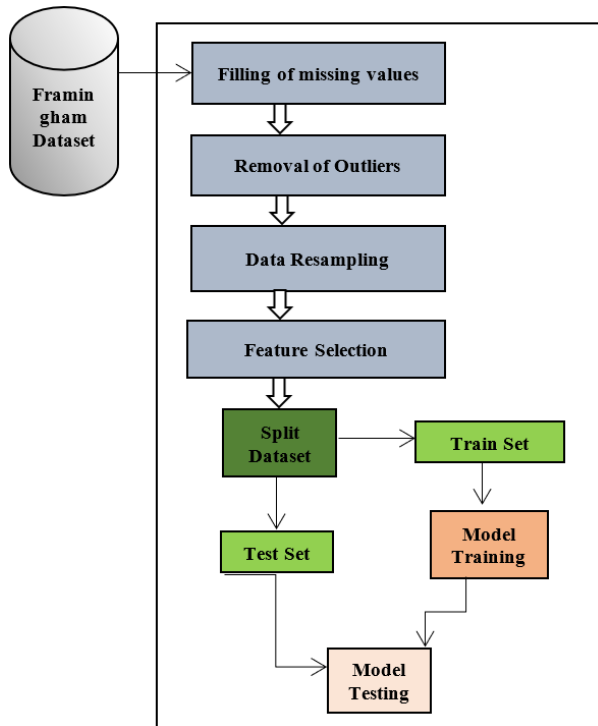 Framin
gham
Dataset
Filling of missing values
Removal of Outliers
Data Resampling
Feature Selection
Split
Dataset
Train Set
Test Set
Model
Training
Model
Testing